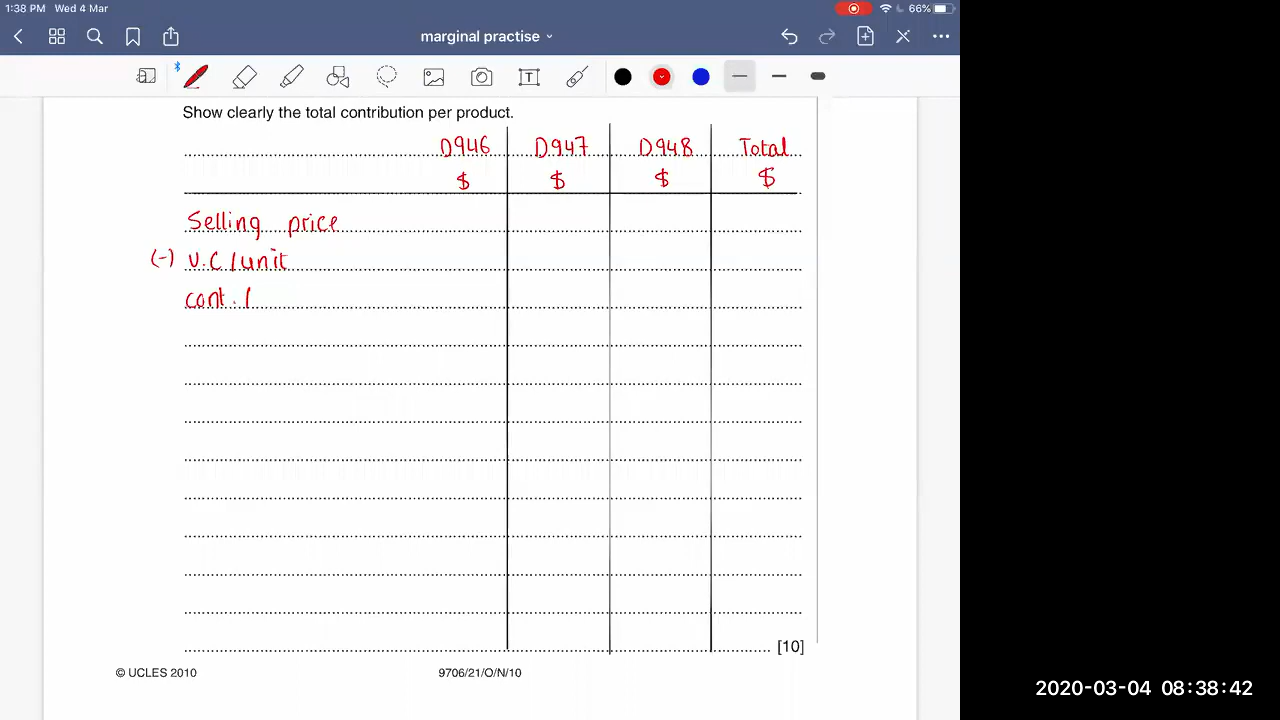 1:38 PM Wed 4 Mar
66%
marginal practise
T
Show clearly the total contribution per product.
D946 D947 D948 Total
$ $ $ $
Selling price
(-) V.C/unit
cont. /
[10]
© UCLES 2010
9706/21/O/N/10
2020-03-04 08:38:42